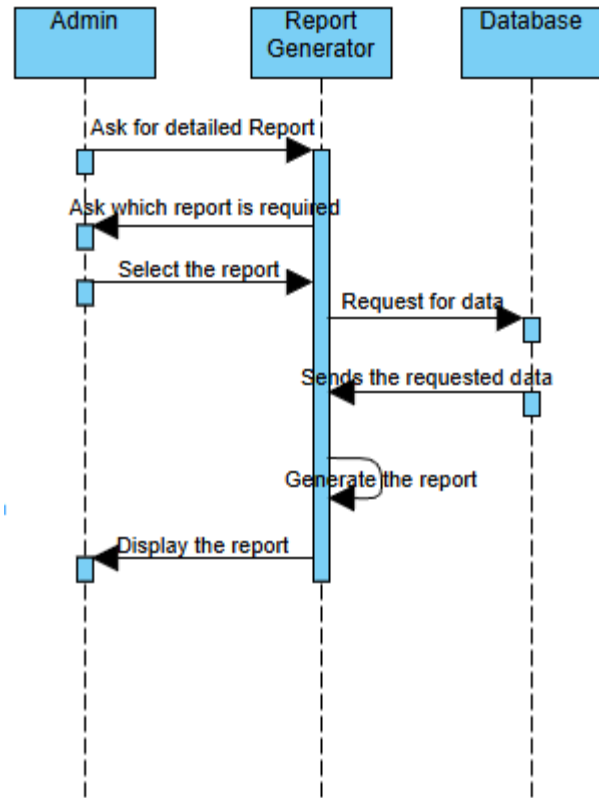 Admin
Report
Generator
Database
Ask for detailed Report
Ask which report is required
Select the report
Request for data
Sends the requested data
Generate the report
Display the report